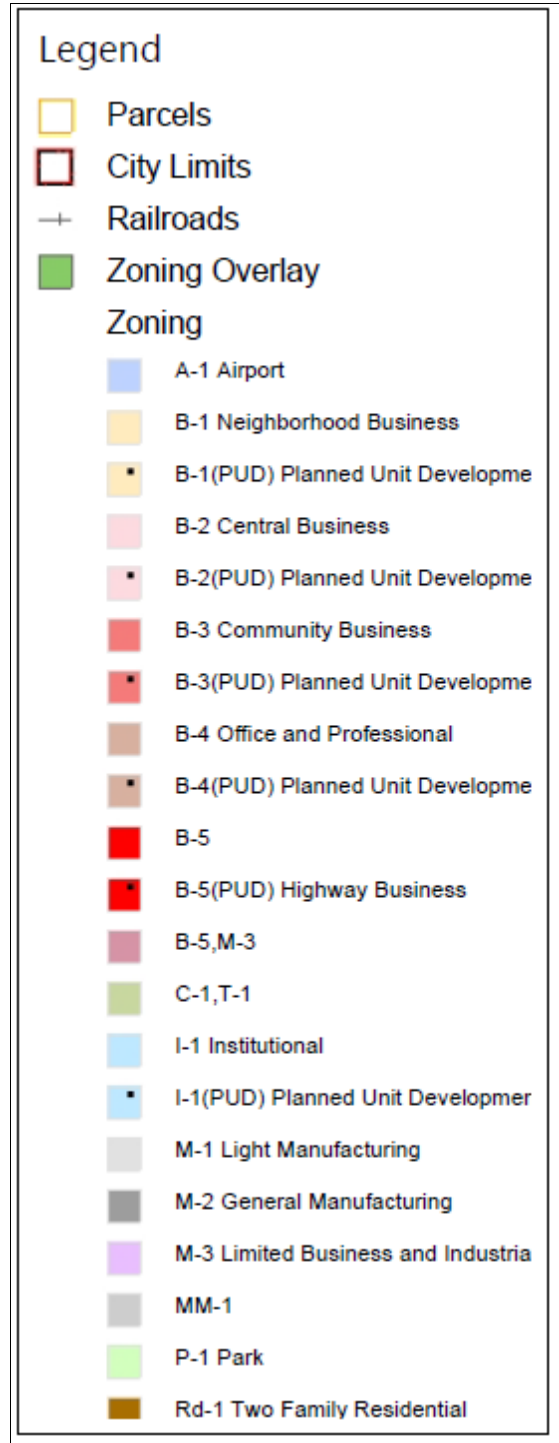 Legend
Parcels
City Limits
Railroads
Zoning Overlay
Zoning
A-1 Airport
B-1 Neighborhood Business
B-1(PUD) Planned Unit Developme
B-2 Central Business
B-2(PUD) Planned Unit Developme
B-3 Community Business
B-3(PUD) Planned Unit Developme
B-4 Office and Professional
B-4(PUD) Planned Unit Developme
B-5
B-5(PUD) Highway Business
B-5,M-3
C-1,T-1
I-1 Institutional
I-1(PUD) Planned Unit Developmer
M-1 Light Manufacturing
M-2 General Manufacturing
M-3 Limited Business and Industria
MM-1
P-1 Park
Rd-1 Two Family Residential